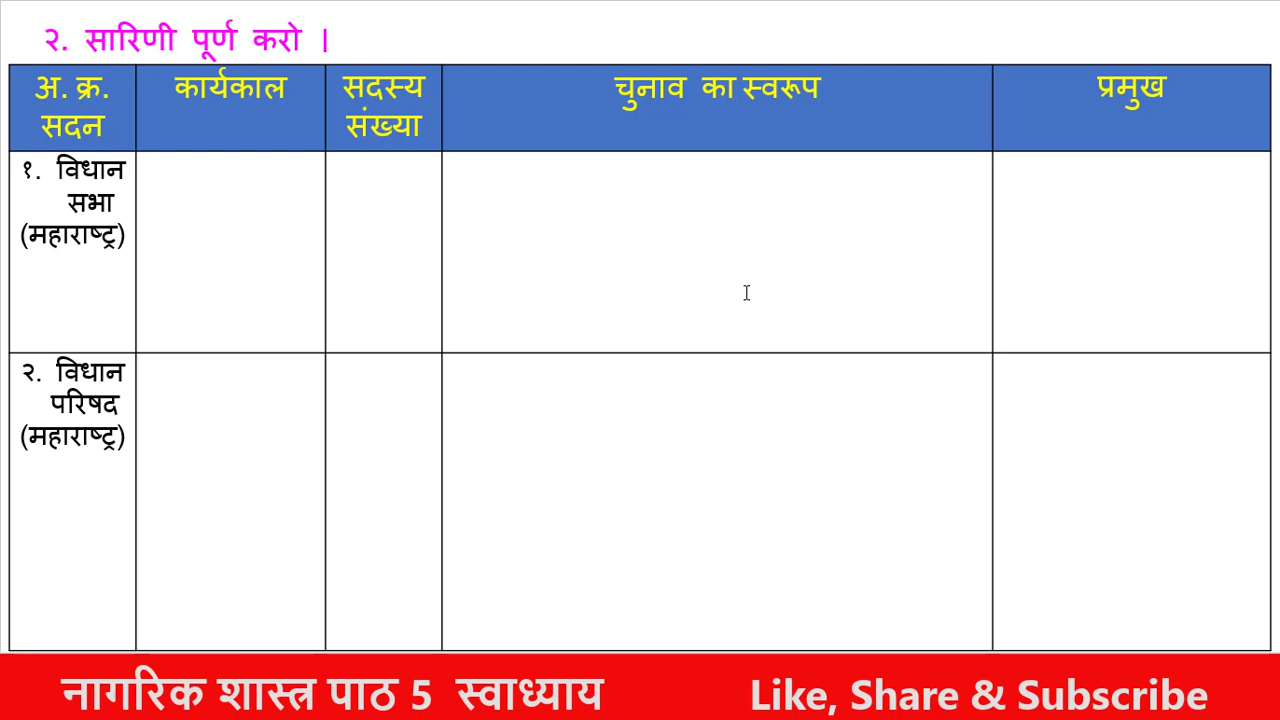 २. सारिणी पूर्ण करो ।
अ. क्र. कार्यकाल सदस्य चुनाव का स्वरूप प्रमुख
सदन संख्या
१. विधान
सभा
(महाराष्ट्र)
२. विधान
परिषद
(महाराष्ट्र)
नागरिक शास्त्र पाठ 5 स्वाध्याय Like, Share & Subscribe